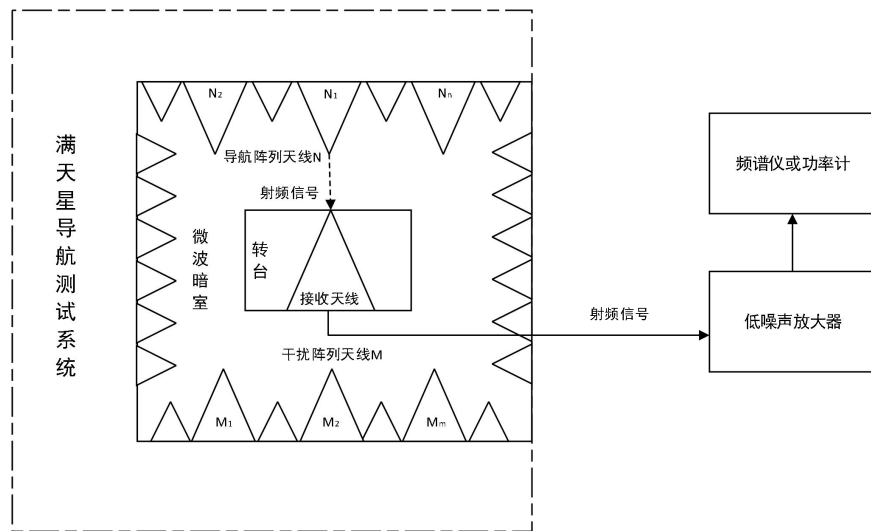 满天星导航测试系统
N₂
N₁
Nₙ
导航阵列天线N
射频信号
微波暗室
转台
接收天线
干扰阵列天线M
M₁
M₂
Mₘ
射频信号
频谱仪或功率计
低噪声放大器